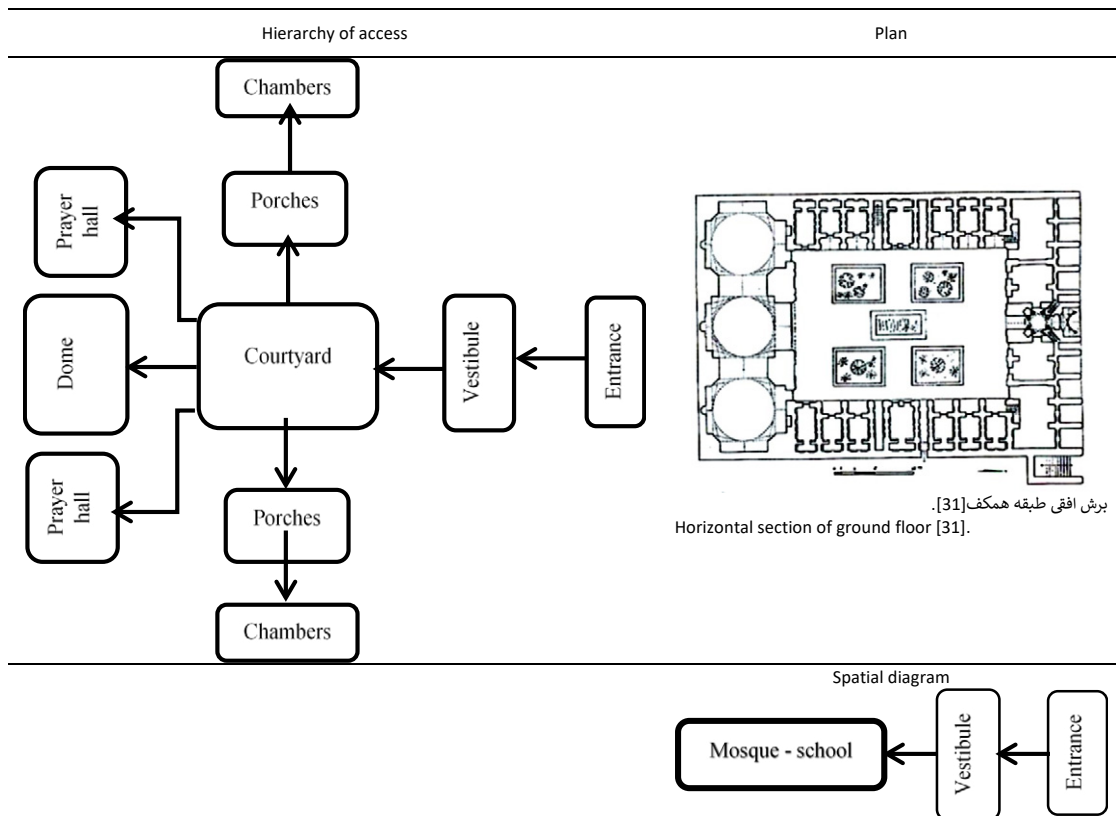 Hierarchy of access
Plan
Chambers
Porches
Prayer
hall
Dome
Courtyard
Vestibule
Entrance
Prayer
hall
Porches
Chambers
برش افقی طبقه همکف[31].
Horizontal section of ground floor [31].
Spatial diagram
Mosque - school
Vestibule
Entrance